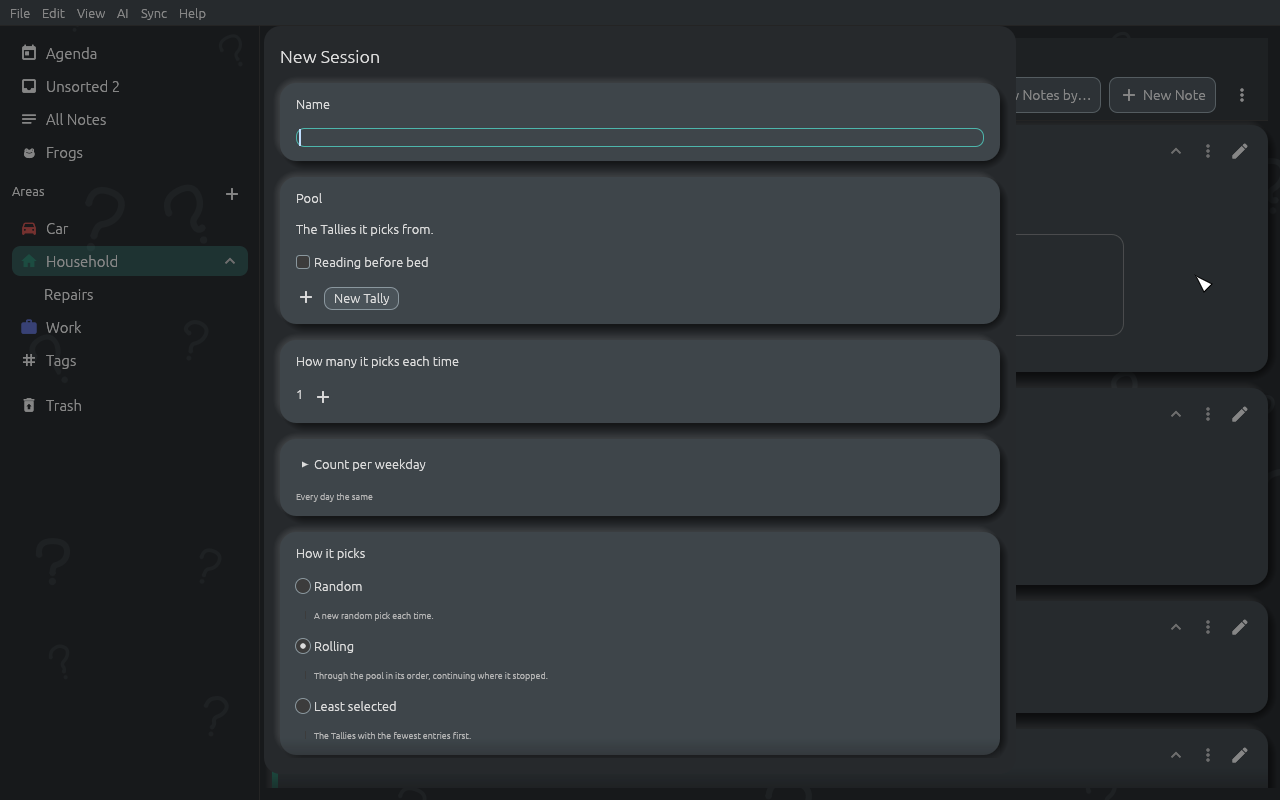 File Edit View AI Sync Help
Agenda
Unsorted 2
All Notes
Frogs
Areas
Car
Household
Repairs
Work
Tags
Trash
New Session
Name
Pool
The Tallies it picks from.
Reading before bed
New Tally
How many it picks each time
1
Count per weekday
Every day the same
How it picks
Random
A new random pick each time.
Rolling
Through the pool in its order, continuing where it stopped.
Least selected
The Tallies with the fewest entries first.
Notes by...
New Note